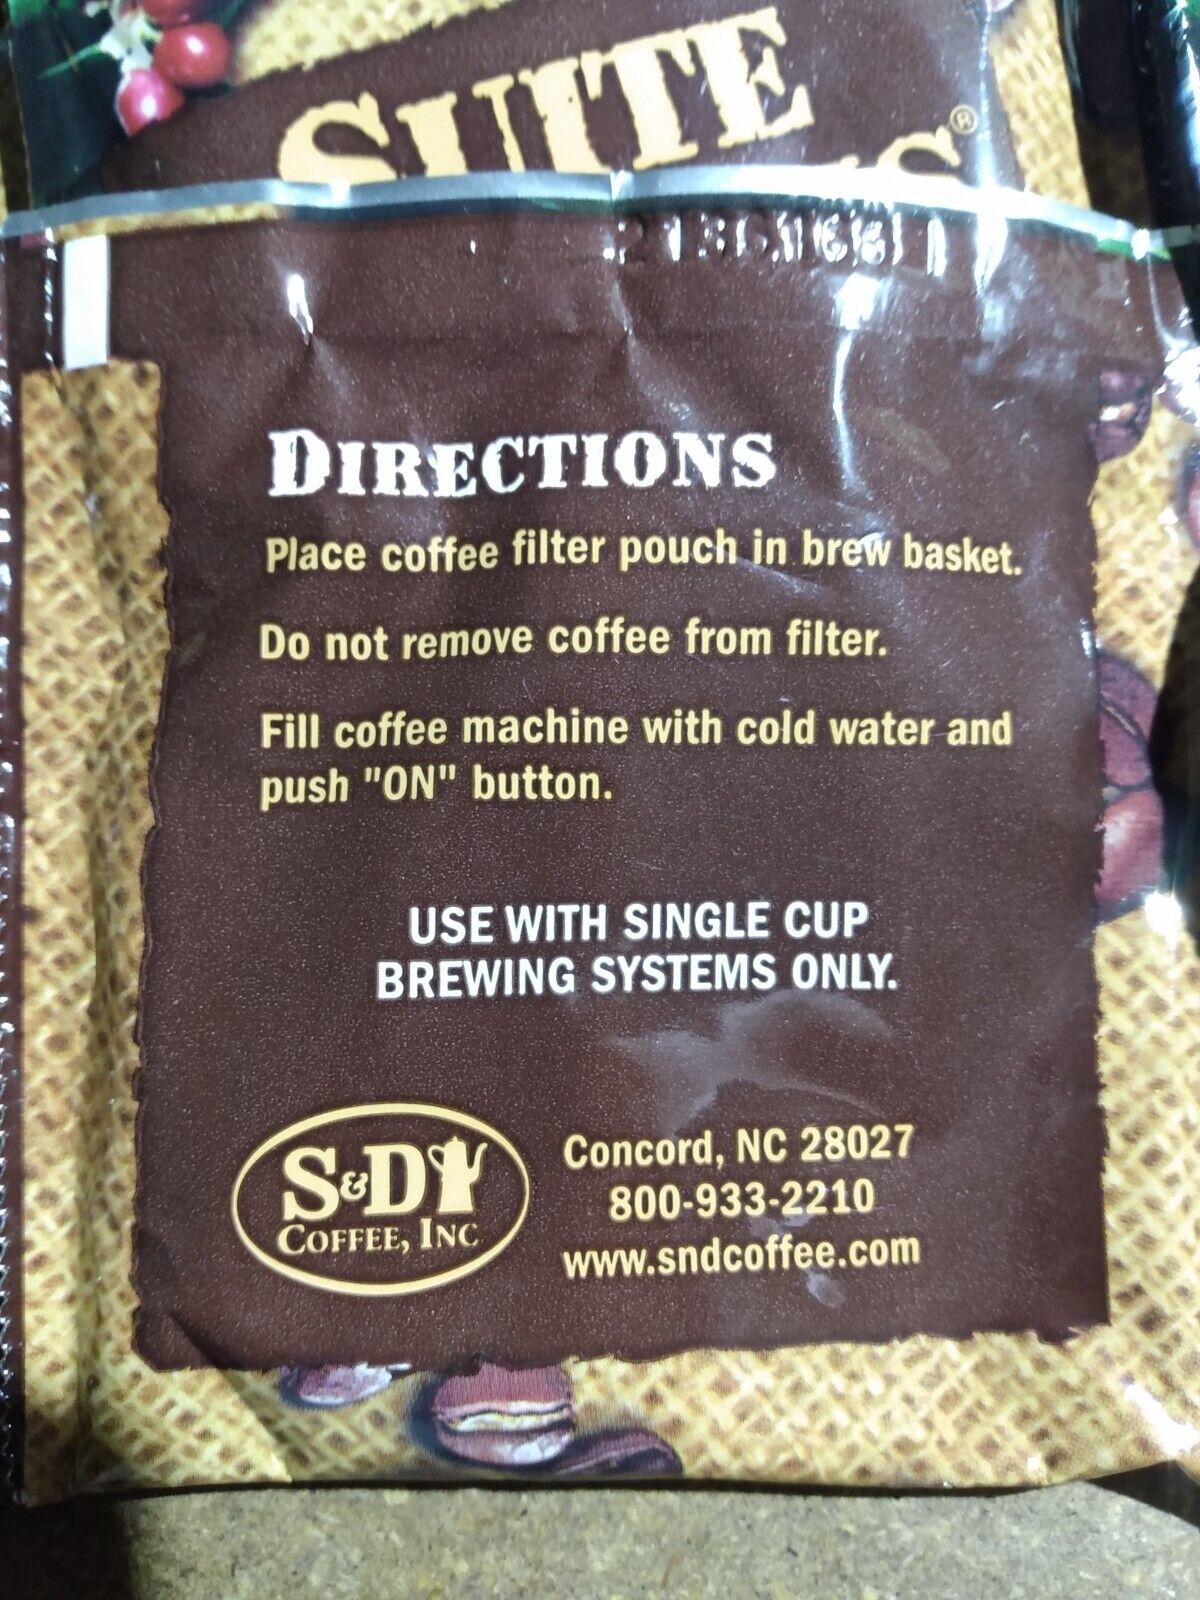 SUITE
®
DIRECTIONS
Place coffee filter pouch in brew basket.
Do not remove coffee from filter.
Fill coffee machine with cold water and
push "ON" button.
USE WITH SINGLE CUP
BREWING SYSTEMS ONLY.
S&D
COFFEE, INC
Concord, NC 28027
800-933-2210
www.sndcoffee.com